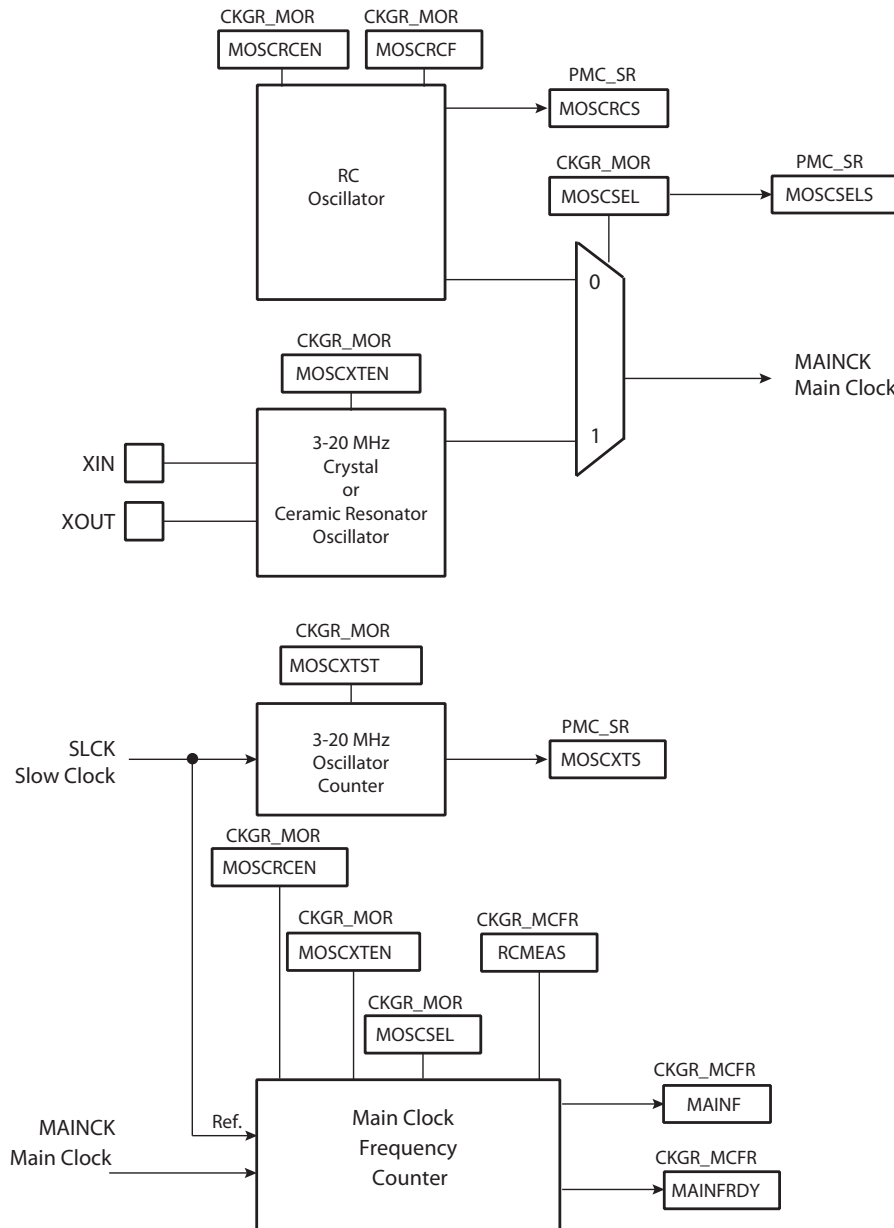 CKGR_MOR
CKGR_MOR
MOSCRCEN
MOSCRCF
PMC_SR
MOSCRCS
RC
Oscillator
CKGR_MOR
PMC_SR
MOSCSEL
MOSCSELS
0
CKGR_MOR
MOSCXTEN
MAINCK
Main Clock
3-20 MHz
Crystal
or
Ceramic Resonator
Oscillator
1
XIN
XOUT
CKGR_MOR
MOSCXTST
SLCK
Slow Clock
3-20 MHz
Oscillator
Counter
PMC_SR
MOSCXTS
CKGR_MOR
MOSCRCEN
CKGR_MOR
MOSCXTEN
CKGR_MCFR
RCMEAS
CKGR_MOR
MOSCSEL
CKGR_MCFR
MAINF
Ref.
MAINCK
Main Clock
Main Clock
Frequency
Counter
CKGR_MCFR
MAINFRDY